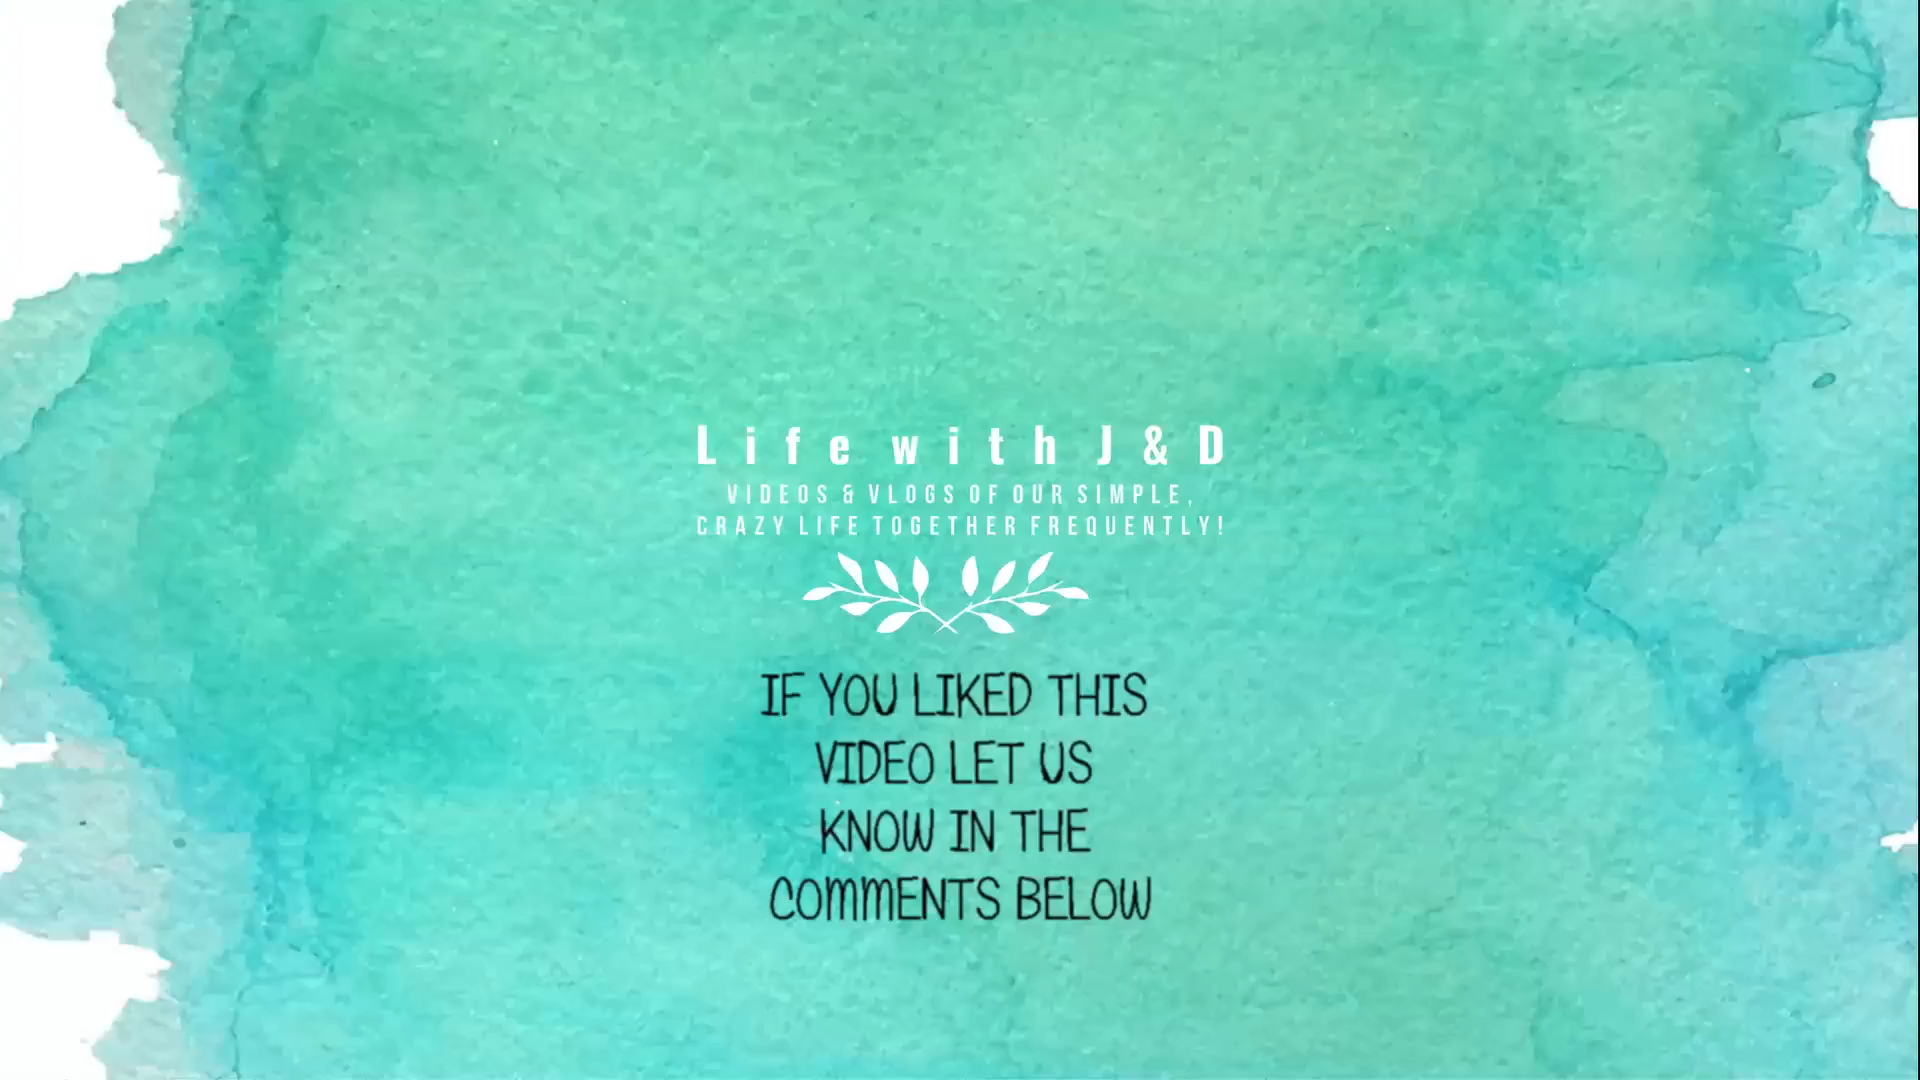 Life with J & D
VIDEOS & VLOGS OF OUR SIMPLE,
CRAZY LIFE TOGETHER FREQUENTLY!
IF YOU LIKED THIS
VIDEO LET US
KNOW IN THE
COMMENTS BELOW